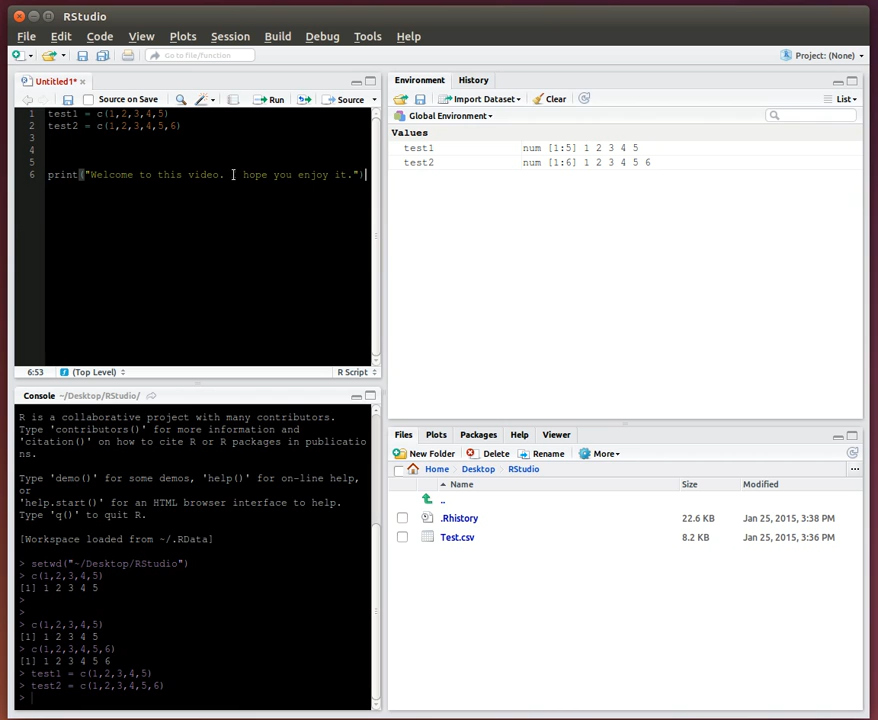 RStudio
File Edit Code View Plots Session Build Debug Tools Help
Go to file/function
Project: (None)
Untitled1*
Source on Save
Run
Source
1 test1 = c(1,2,3,4,5)
2 test2 = c(1,2,3,4,5,6)
3
4
5
6 print("Welcome to this video. I hope you enjoy it.")
6:53
(Top Level)
R Script
Console ~/Desktop/RStudio/
R is a collaborative project with many contributors.
Type 'contributors()' for more information and
'citation()' on how to cite R or R packages in publicatio
ns.
Type 'demo()' for some demos, 'help()' for on-line help,
or
'help.start()' for an HTML browser interface to help.
Type 'q()' to quit R.
[Workspace loaded from ~/.RData]
> setwd("~/Desktop/RStudio")
> c(1,2,3,4,5)
[1] 1 2 3 4 5
>
>
> c(1,2,3,4,5)
[1] 1 2 3 4 5
> c(1,2,3,4,5,6)
[1] 1 2 3 4 5 6
> test1 = c(1,2,3,4,5)
> test2 = c(1,2,3,4,5,6)
>
Environment History
Import Dataset Clear List
Global Environment
Values
test1 num [1:5] 1 2 3 4 5
test2 num [1:6] 1 2 3 4 5 6
Files Plots Packages Help Viewer
New Folder Delete Rename More
Home Desktop RStudio ...
Name Size Modified
..
.Rhistory 22.6 KB Jan 25, 2015, 3:38 PM
Test.csv 8.2 KB Jan 25, 2015, 3:36 PM